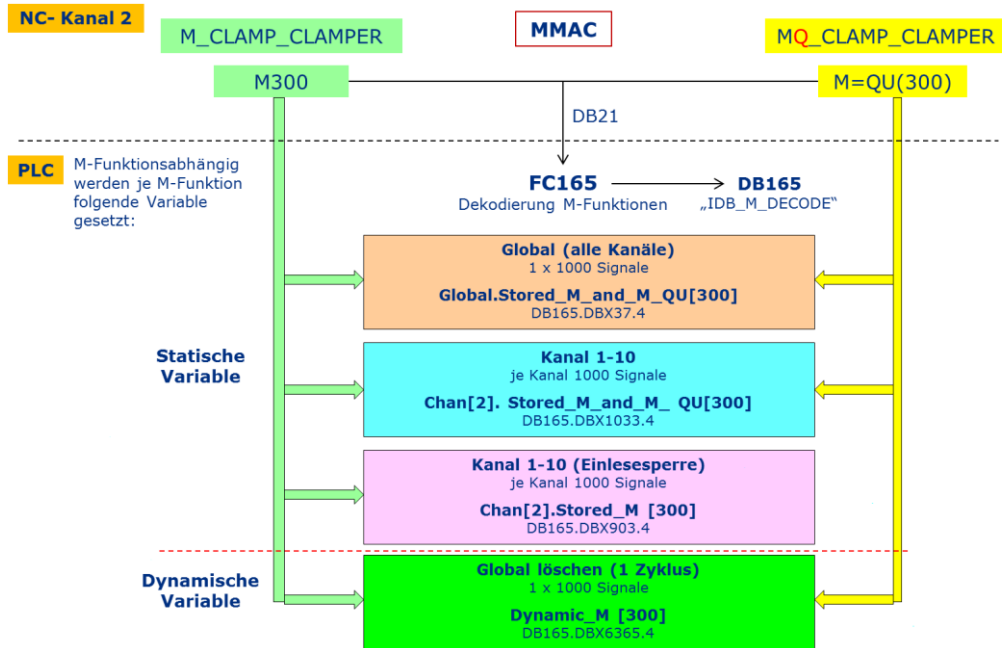 NC- Kanal 2
M_CLAMP_CLAMPER
MMAC
MQ_CLAMP_CLAMPER
M300
M=QU(300)
DB21
PLC
M-Funktionsabhängig
werden je M-Funktion
folgende Variable
gesetzt:
FC165
Dekodierung M-Funktionen
DB165
„IDB_M_DECODE“
Global (alle Kanäle)
1 x 1000 Signale
Global.Stored_M_and_M_QU[300]
DB165.DBX37.4
Statische
Variable
Kanal 1-10
je Kanal 1000 Signale
Chan[2]. Stored_M_and_M_ QU[300]
DB165.DBX1033.4
Kanal 1-10 (Einlesesperre)
je Kanal 1000 Signale
Chan[2].Stored_M [300]
DB165.DBX903.4
Dynamische
Variable
Global löschen (1 Zyklus)
1 x 1000 Signale
Dynamic_M [300]
DB165.DBX6365.4